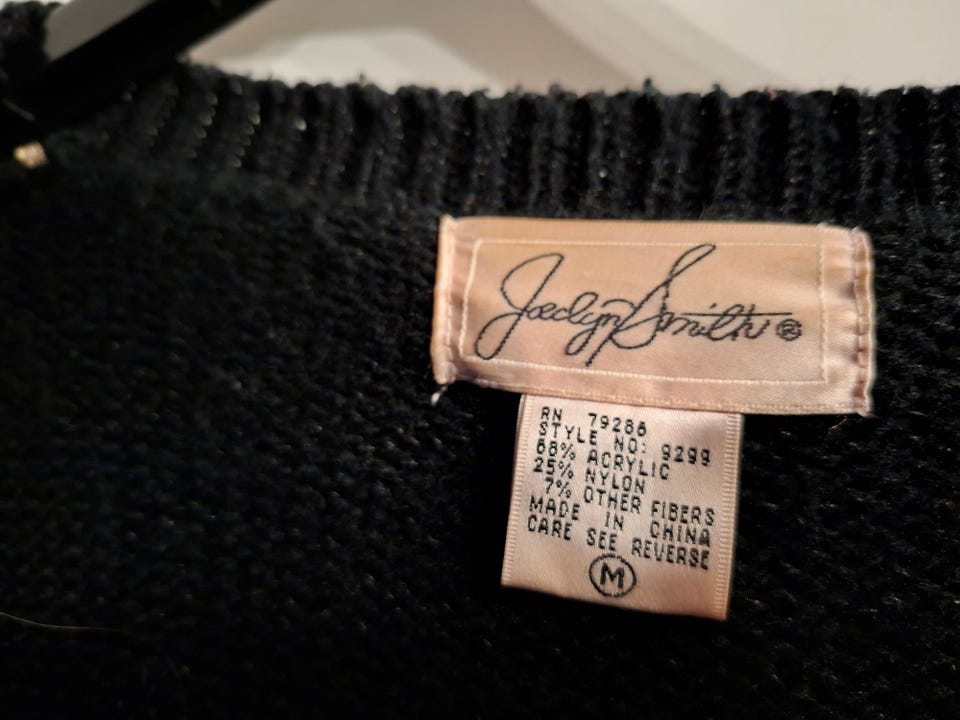 Jaclyn Smith®
RN 79286
STYLE NO: 9299
68% ACRYLIC
25% NYLON
7% OTHER FIBERS
MADE IN CHINA
CARE SEE REVERSE
M